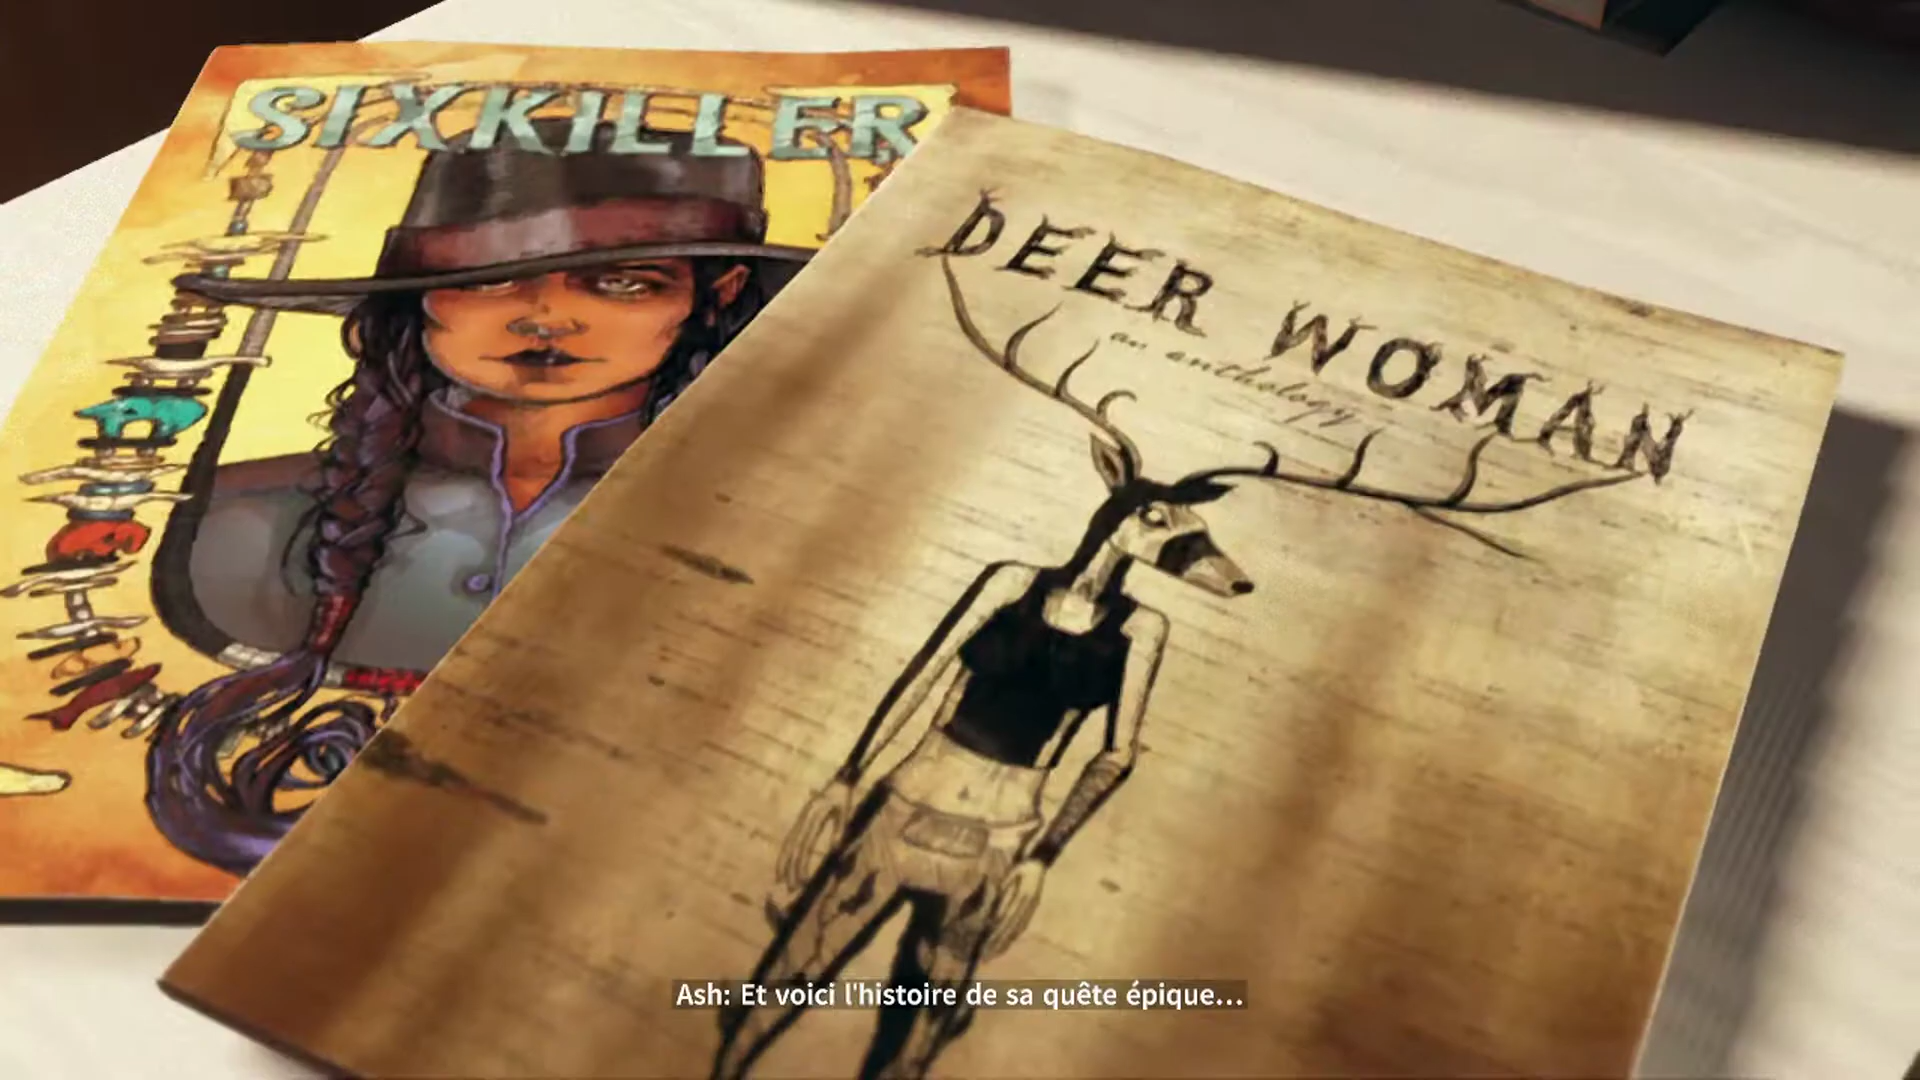 SIXKILLER
DEER WOMAN
an anthology
Ash: Et voici l'histoire de sa quête épique...